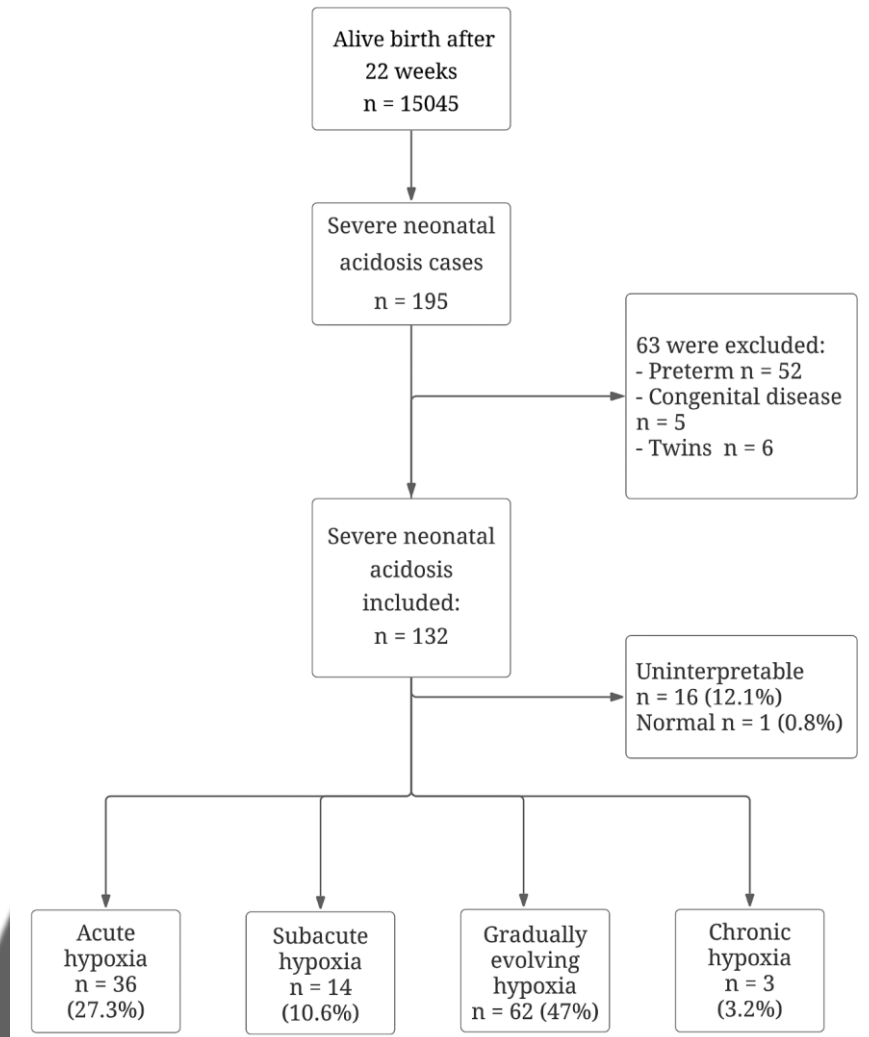 Alive birth after
22 weeks
n = 15045
Severe neonatal
acidosis cases
n = 195
63 were excluded:
- Preterm n = 52
- Congenital disease
n = 5
- Twins n = 6
Severe neonatal
acidosis
included:
n = 132
Uninterpretable
n = 16 (12.1%)
Normal n = 1 (0.8%)
Acute
hypoxia
n = 36
(27.3%)
Subacute
hypoxia
n = 14
(10.6%)
Gradually
evolving
hypoxia
n = 62 (47%)
Chronic
hypoxia
n = 3
(3.2%)